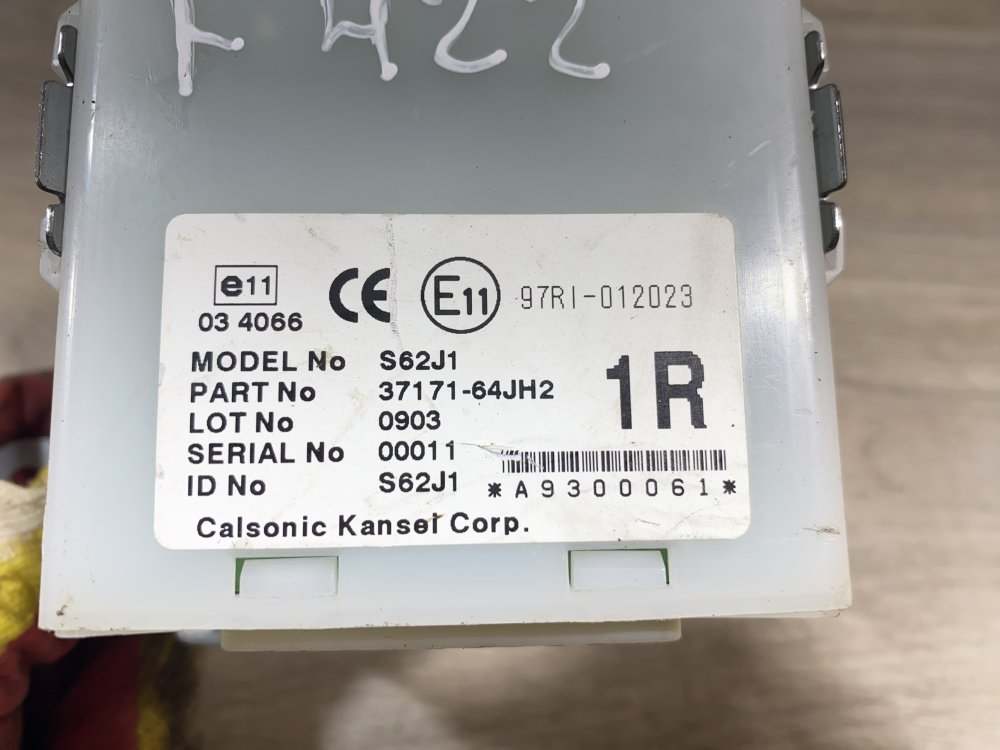 H22
e11
03 4066
CE
E11
97RI-012023
MODEL No S62J1
PART No 37171-64JH2
LOT No 0903
SERIAL No 00011
ID No S62J1
1R
*A9300061*
Calsonic Kansei Corp.